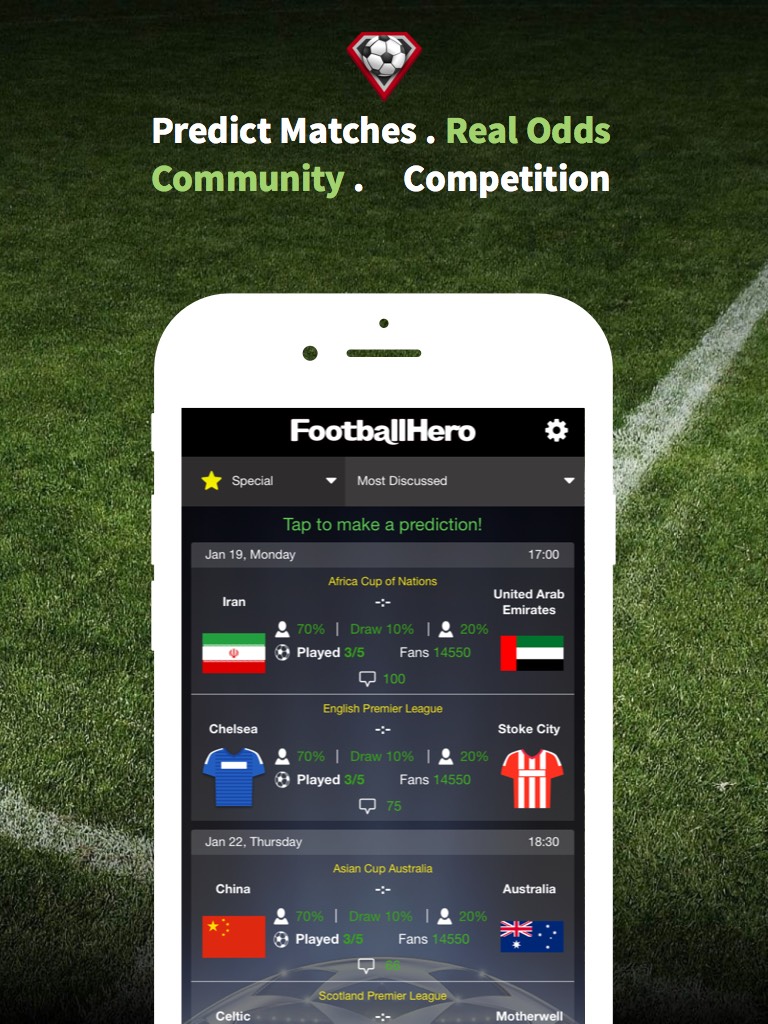 Predict Matches . Real Odds
Community . Competition
FootballHero
Special
Most Discussed
Tap to make a prediction!
Jan 19, Monday 17:00
Africa Cup of Nations
Iran -:- United Arab Emirates
70% | Draw 10% | 20%
Played 3/5 Fans 14550
100
English Premier League
Chelsea -:- Stoke City
70% | Draw 10% | 20%
Played 3/5 Fans 14550
75
Jan 22, Thursday 18:30
Asian Cup Australia
China -:- Australia
70% | Draw 10% | 20%
Played 3/5 Fans 14550
66
Scotland Premier League
Celtic -:- Motherwell